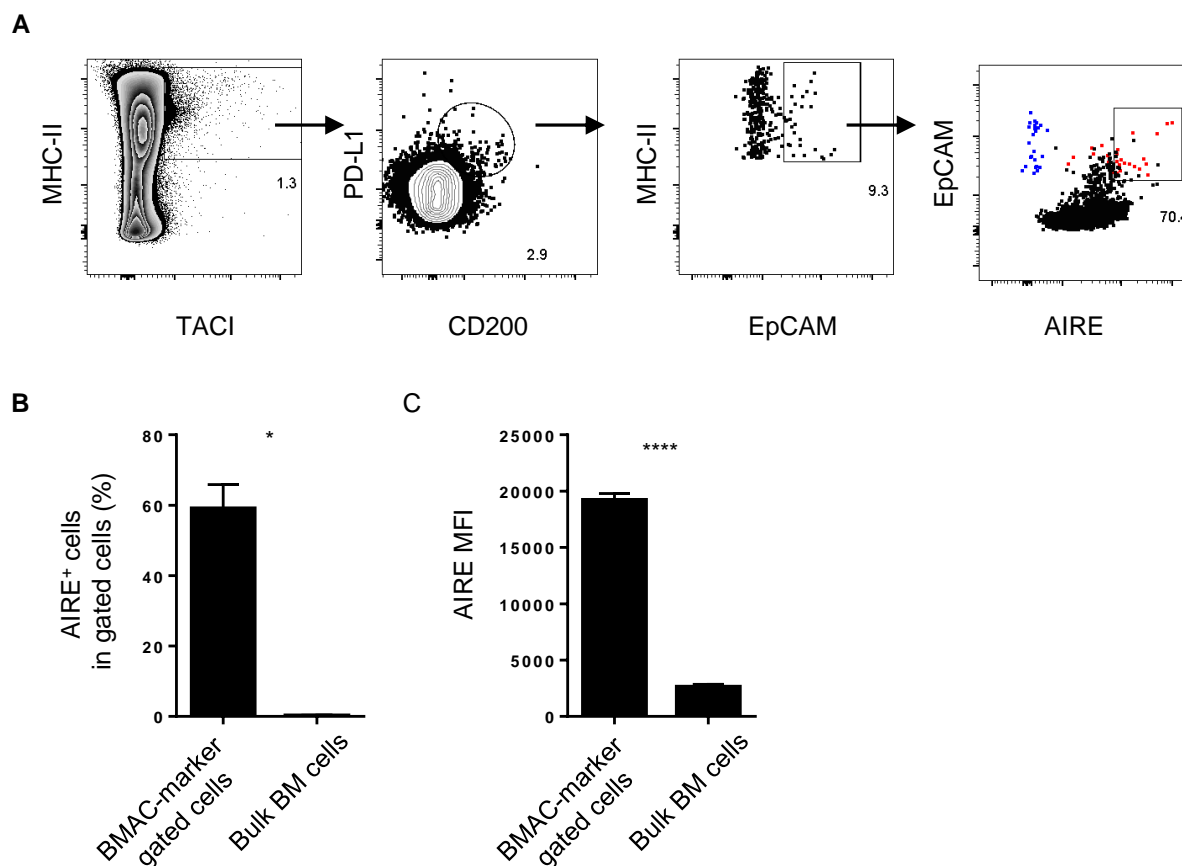 A
MHC-II
1.3
TACI
PD-L1
2.9
CD200
MHC-II
9.3
EpCAM
EpCAM
70.4
AIRE
B
AIRE+ cells
in gated cells (%)
80
60
40
20
0
*
BMAC-marker
gated cells
Bulk BM cells
C
AIRE MFI
25000
20000
15000
10000
5000
0
****
BMAC-marker
gated cells
Bulk BM cells